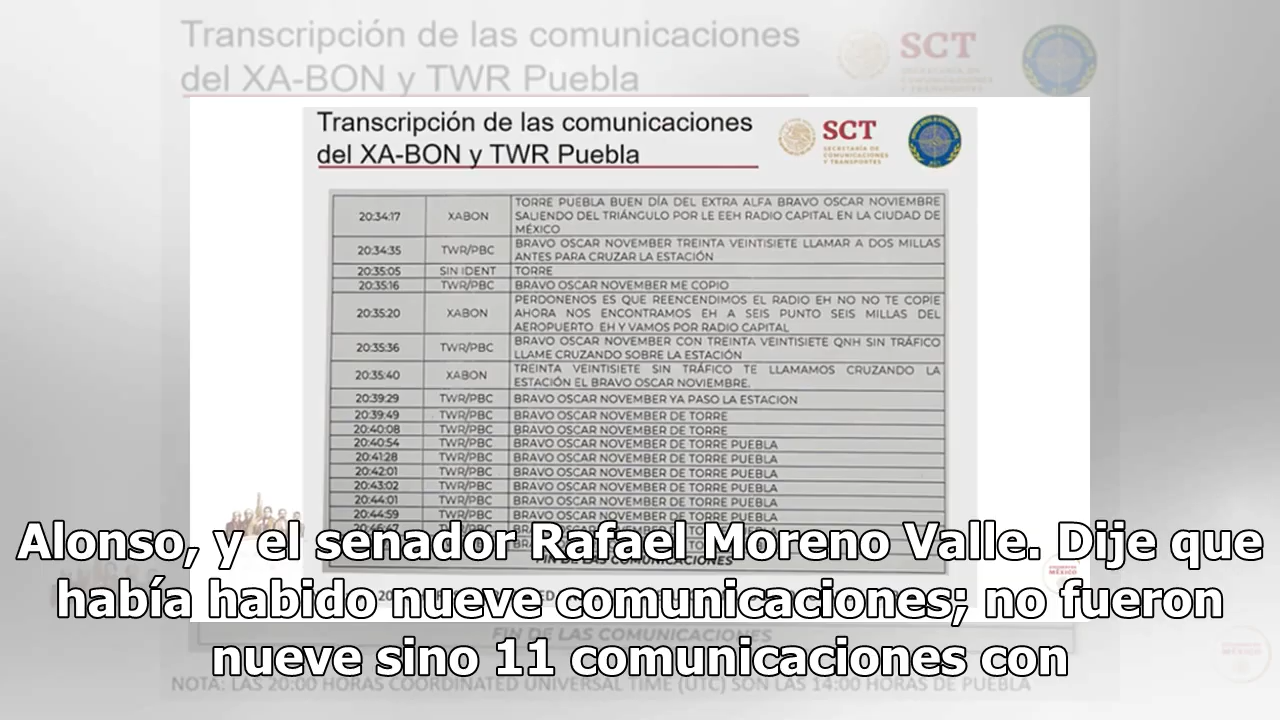 Transcripción de las comunicaciones
del XA-BON y TWR Puebla
SCT
Transcripción de las comunicaciones
del XA-BON y TWR Puebla
SCT
SECRETARÍA DE
COMUNICACIONES
Y TRANSPORTES
20:34:17 XABON TORRE PUEBLA BUEN DÍA DEL EXTRA ALFA BRAVO OSCAR NOVIEMBRE
SALIENDO DEL TRIÁNGULO POR LE EEH RADIO CAPITAL EN LA CIUDAD DE
MÉXICO
20:34:35 TWR/PBC BRAVO OSCAR NOVEMBER TREINTA VEINTISIETE LLAMAR A DOS MILLAS
ANTES PARA CRUZAR LA ESTACIÓN
20:35:05 SIN IDENT TORRE
20:35:16 TWR/PBC BRAVO OSCAR NOVEMBER ME COPIO
20:35:20 XABON PERDONENOS ES QUE REENCENDIMOS EL RADIO EH NO NO TE COPIE
AHORA NOS ENCONTRAMOS EH A SEIS PUNTO SEIS MILLAS DEL
AEROPUERTO EH Y VAMOS POR RADIO CAPITAL
20:35:36 TWR/PBC BRAVO OSCAR NOVEMBER CON TREINTA VEINTISIETE QNH SIN TRÁFICO
LLAME CRUZANDO SOBRE LA ESTACIÓN
20:35:40 XABON TREINTA VEINTISIETE SIN TRÁFICO TE LLAMAMOS CRUZANDO LA
ESTACIÓN EL BRAVO OSCAR NOVIEMBRE.
20:39:29 TWR/PBC BRAVO OSCAR NOVEMBER YA PASO LA ESTACION
20:39:49 TWR/PBC BRAVO OSCAR NOVEMBER DE TORRE
20:40:08 TWR/PBC BRAVO OSCAR NOVEMBER DE TORRE
20:40:54 TWR/PBC BRAVO OSCAR NOVEMBER DE TORRE PUEBLA
20:41:28 TWR/PBC BRAVO OSCAR NOVEMBER DE TORRE PUEBLA
20:42:01 TWR/PBC BRAVO OSCAR NOVEMBER DE TORRE PUEBLA
20:43:02 TWR/PBC BRAVO OSCAR NOVEMBER DE TORRE PUEBLA
20:44:01 TWR/PBC BRAVO OSCAR NOVEMBER DE TORRE PUEBLA
20:44:59 TWR/PBC BRAVO OSCAR NOVEMBER DE TORRE PUEBLA
FIN DE LAS COMUNICACIONES
Alonso, y el senador Rafael Moreno Valle. Dije que
había habido nueve comunicaciones; no fueron
nueve sino 11 comunicaciones con
FIN DE LAS COMUNICACIONES
NOTA: LAS 20:00 HORAS COORDINATED UNIVERSAL TIME (UTC) SON LAS 14:00 HORAS DE PUEBLA